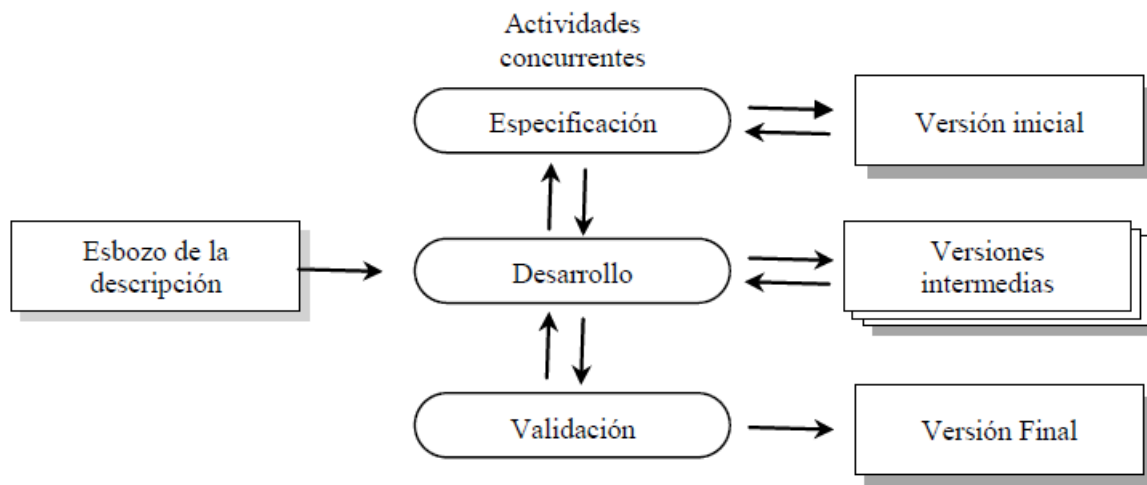 Actividades
concurrentes
Especificación
Versión inicial
Esbozo de la
descripción
Desarrollo
Versiones
intermedias
Validación
Versión Final